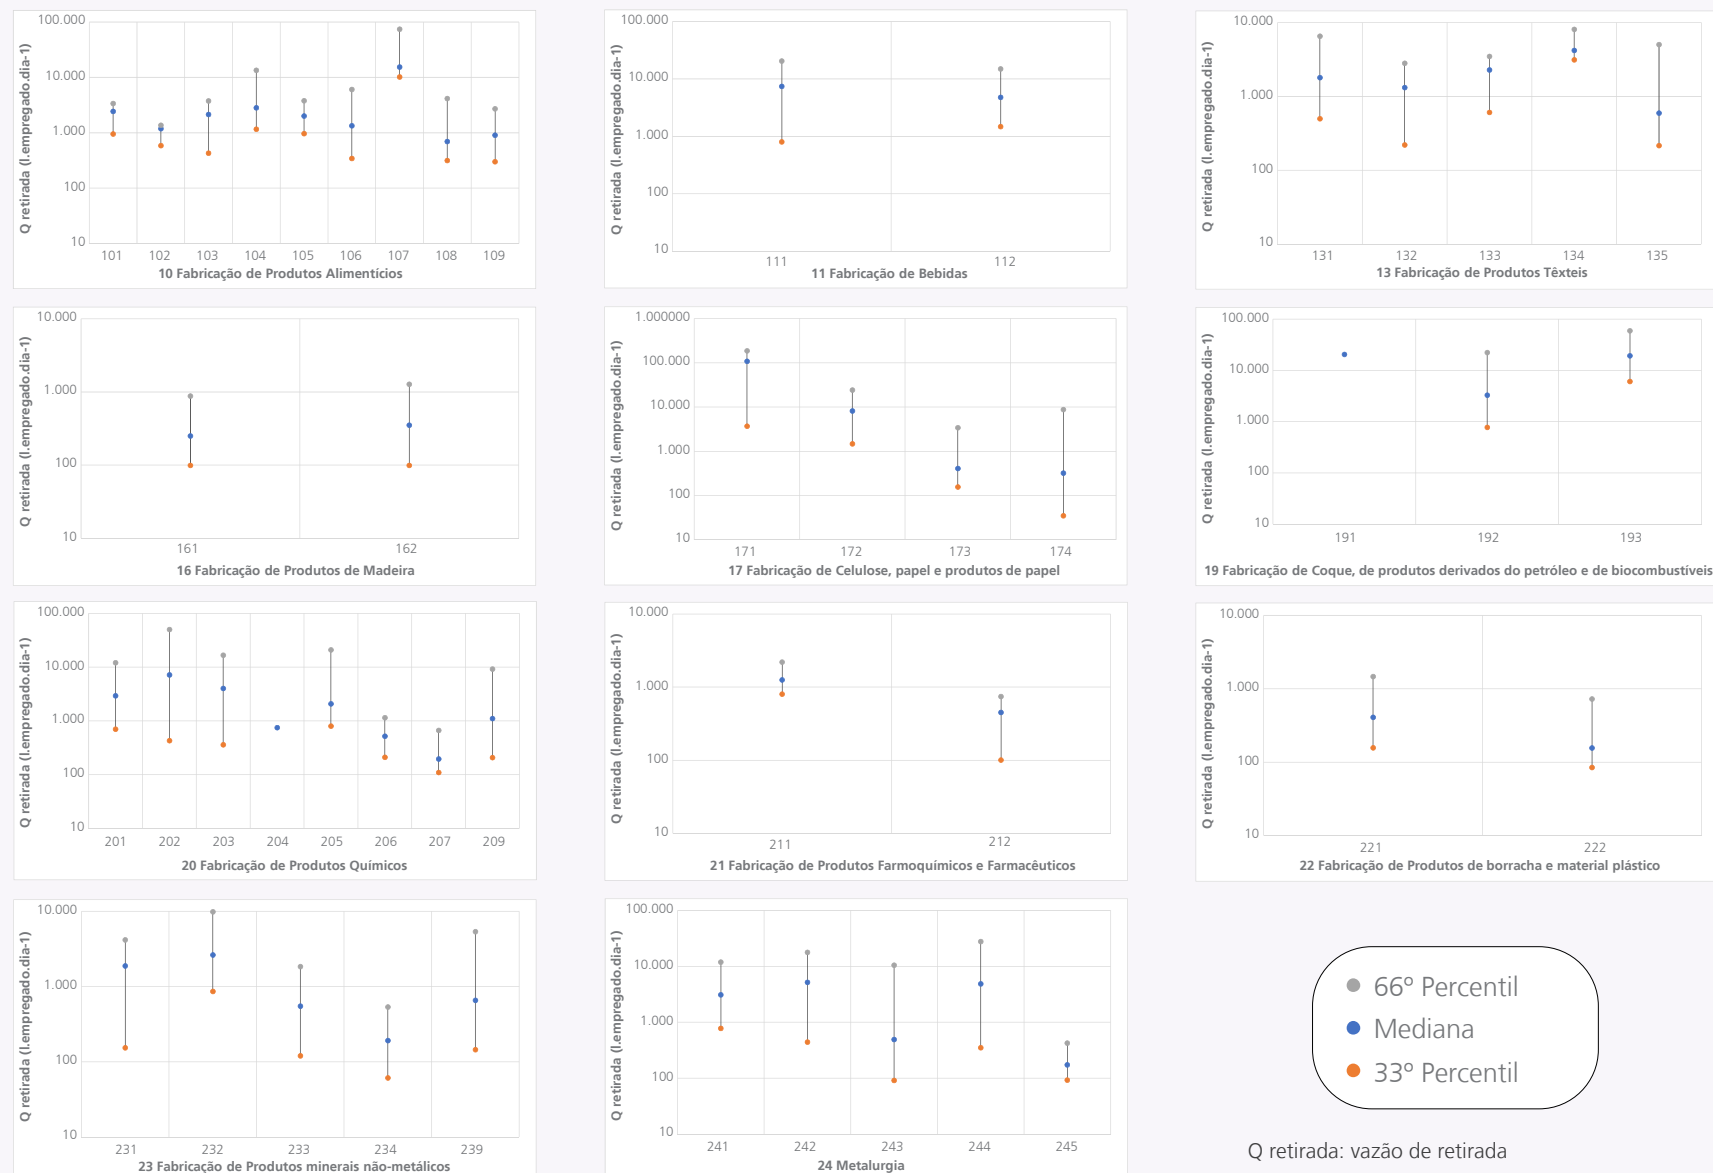 Q retirada (l.empregado.dia-1)
100.000
10.000
1.000
100
10
101 102 103 104 105 106 107 108 109
10 Fabricação de Produtos Alimentícios
Q retirada (l.empregado.dia-1)
100.000
10.000
1.000
100
10
111 112
11 Fabricação de Bebidas
Q retirada (l.empregado.dia-1)
10.000
1.000
100
10
131 132 133 134 135
13 Fabricação de Produtos Têxteis
Q retirada (l.empregado.dia-1)
10.000
1.000
100
10
161 162
16 Fabricação de Produtos de Madeira
Q retirada (l.empregado.dia-1)
1.000000
100.000
10.000
1.000
100
10
171 172 173 174
17 Fabricação de Celulose, papel e produtos de papel
Q retirada (l.empregado.dia-1)
100.000
10.000
1.000
100
10
191 192 193
19 Fabricação de Coque, de produtos derivados do petróleo e de biocombustíveis
Q retirada (l.empregado.dia-1)
100.000
10.000
1.000
100
10
201 202 203 204 205 206 207 209
20 Fabricação de Produtos Químicos
Q retirada (l.empregado.dia-1)
10.000
1.000
100
10
211 212
21 Fabricação de Produtos Farmoquímicos e Farmacêuticos
Q retirada (l.empregado.dia-1)
10.000
1.000
100
10
221 222
22 Fabricação de Produtos de borracha e material plástico
Q retirada (l.empregado.dia-1)
10.000
1.000
100
10
231 232 233 234 239
23 Fabricação de Produtos minerais não-metálicos
Q retirada (l.empregado.dia-1)
100.000
10.000
1.000
100
10
241 242 243 244 245
24 Metalurgia
66º Percentil
Mediana
33º Percentil
Q retirada: vazão de retirada